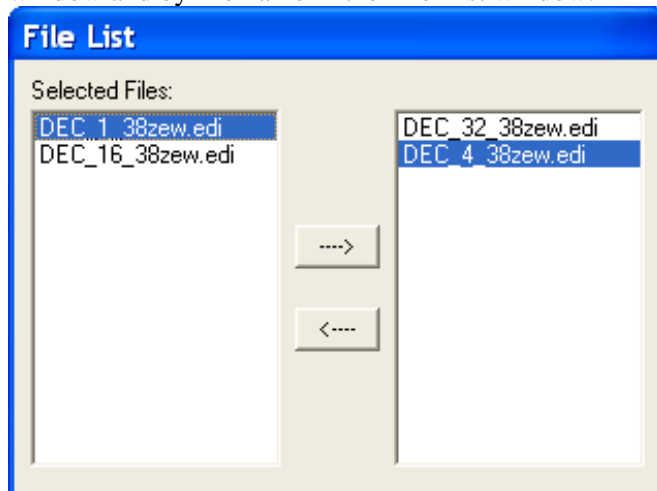 File List
Selected Files:
DEC_1_38zew.edi
DEC_16_38zew.edi
DEC_32_38zew.edi
DEC_4_38zew.edi
---->
<----